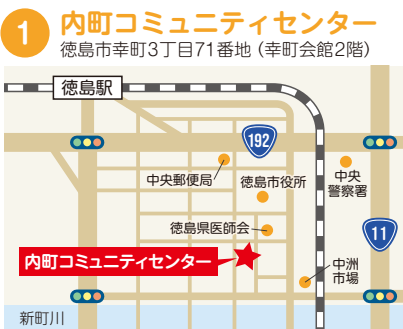 1 内町コミュニティセンター
徳島市幸町3丁目71番地（幸町会館2階）
徳島駅
192
中央郵便局
徳島市役所
中央
警察署
徳島県医師会
11
内町コミュニティセンター
中洲
市場
新町川